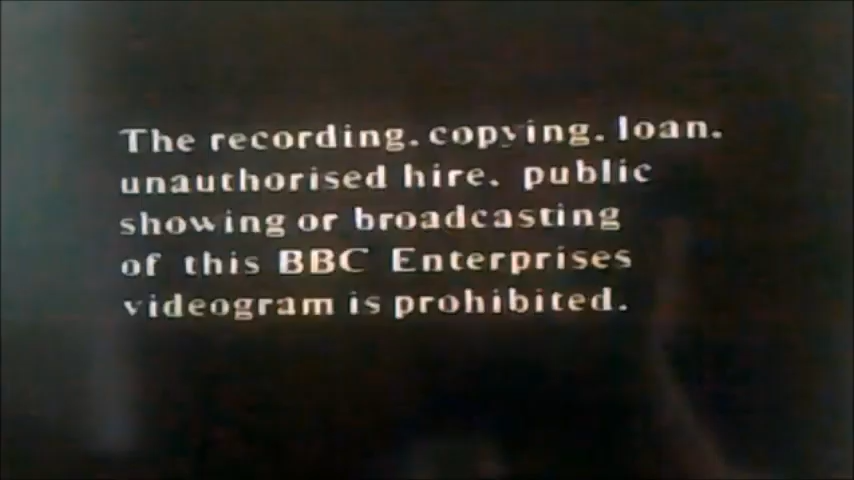 The recording, copying, loan,
unauthorised hire, public
showing or broadcasting
of this BBC Enterprises
videogram is prohibited.